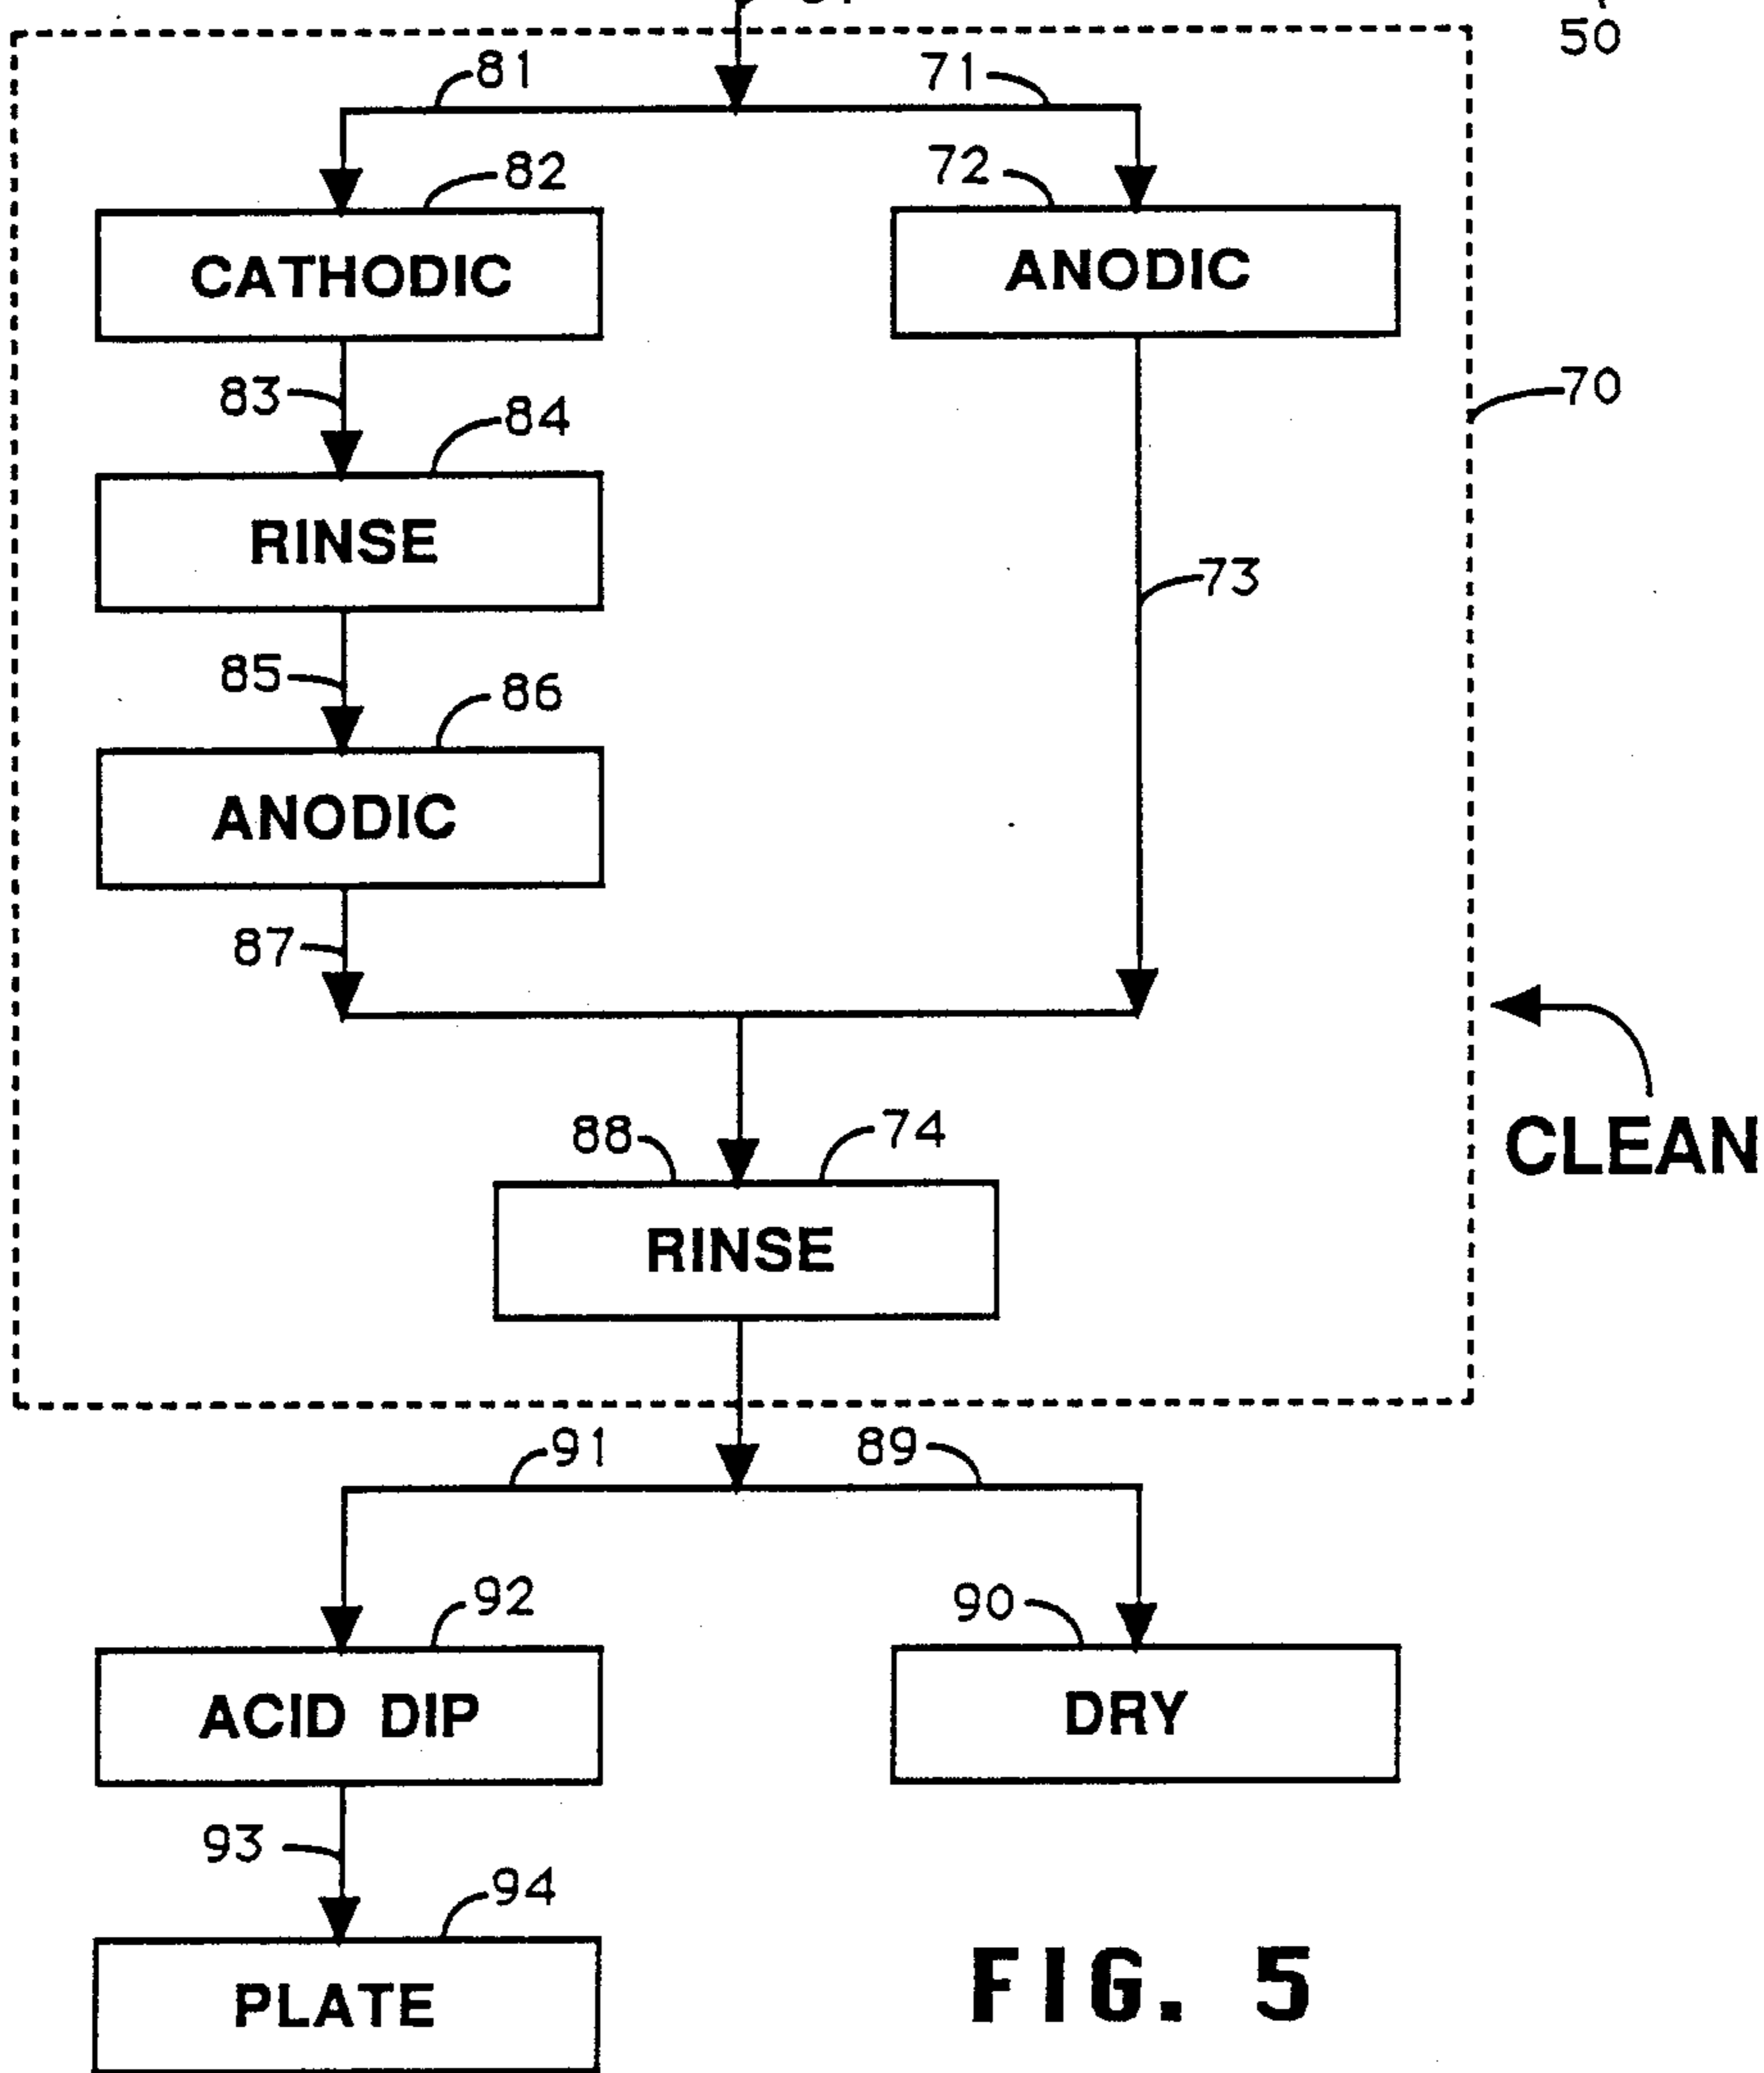 50
81
71
82
72
CATHODIC
ANODIC
83
84
70
RINSE
73
85
86
ANODIC
87
CLEAN
88
74
RINSE
91
89
92
90
ACID DIP
DRY
93
94
PLATE
FIG. 5